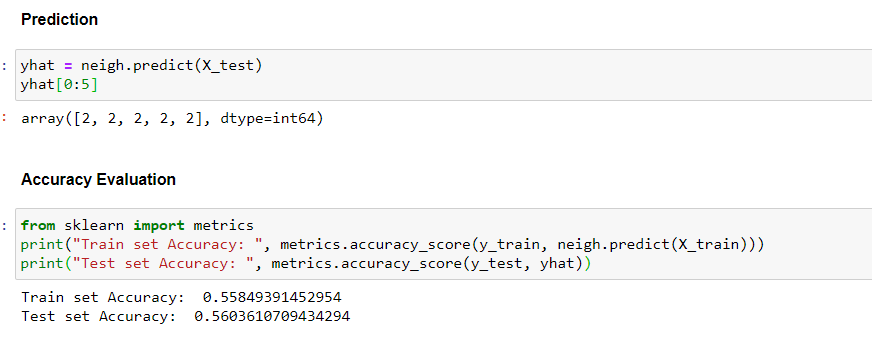 Prediction
: yhat = neigh.predict(X_test)
yhat[0:5]
: array([2, 2, 2, 2, 2], dtype=int64)
Accuracy Evaluation
: from sklearn import metrics
print("Train set Accuracy: ", metrics.accuracy_score(y_train, neigh.predict(X_train)))
print("Test set Accuracy: ", metrics.accuracy_score(y_test, yhat))
Train set Accuracy:  0.55849391452954
Test set Accuracy:  0.5603610709434294